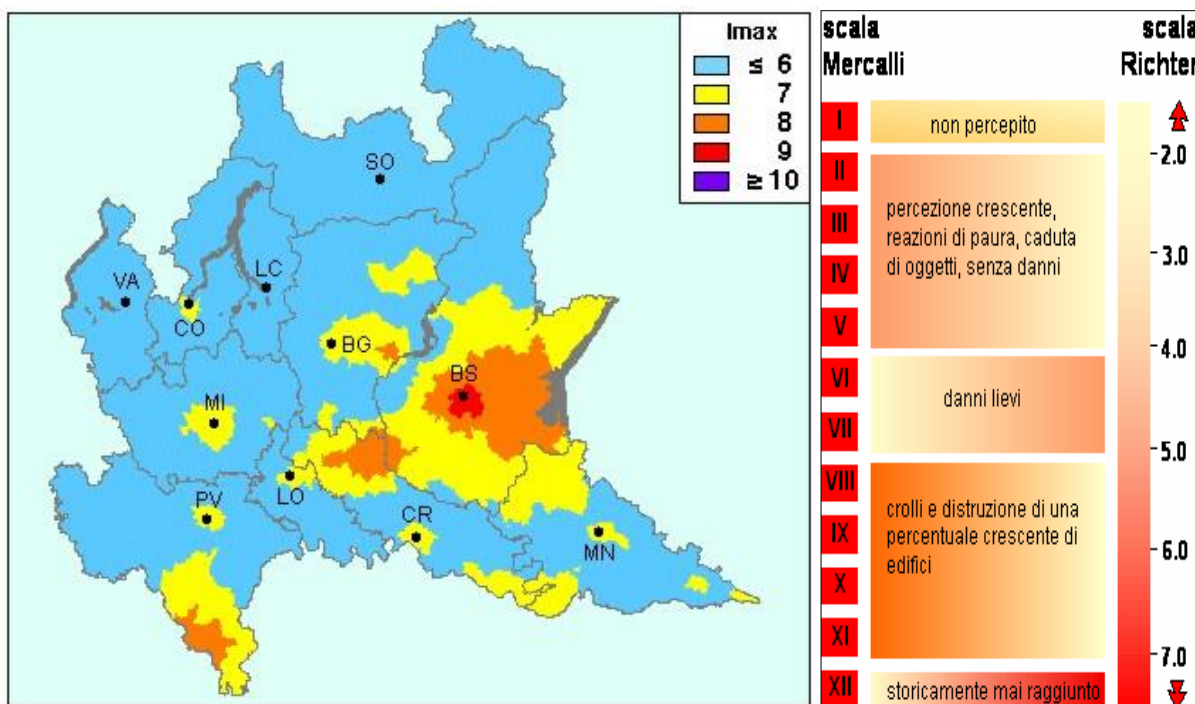 Imax
≤ 6
7
8
9
≥ 10
SO
VA
CO
LC
BG
BS
MI
LO
PV
CR
MN
scala
Mercalli
scala
Richter
I
II
III
IV
V
VI
VII
VIII
IX
X
XI
XII
non percepito
percezione crescente,
reazioni di paura, caduta
di oggetti, senza danni
danni lievi
crolli e distruzione di una
percentuale crescente di
edifici
storicamente mai raggiunto
2.0
3.0
4.0
5.0
6.0
7.0